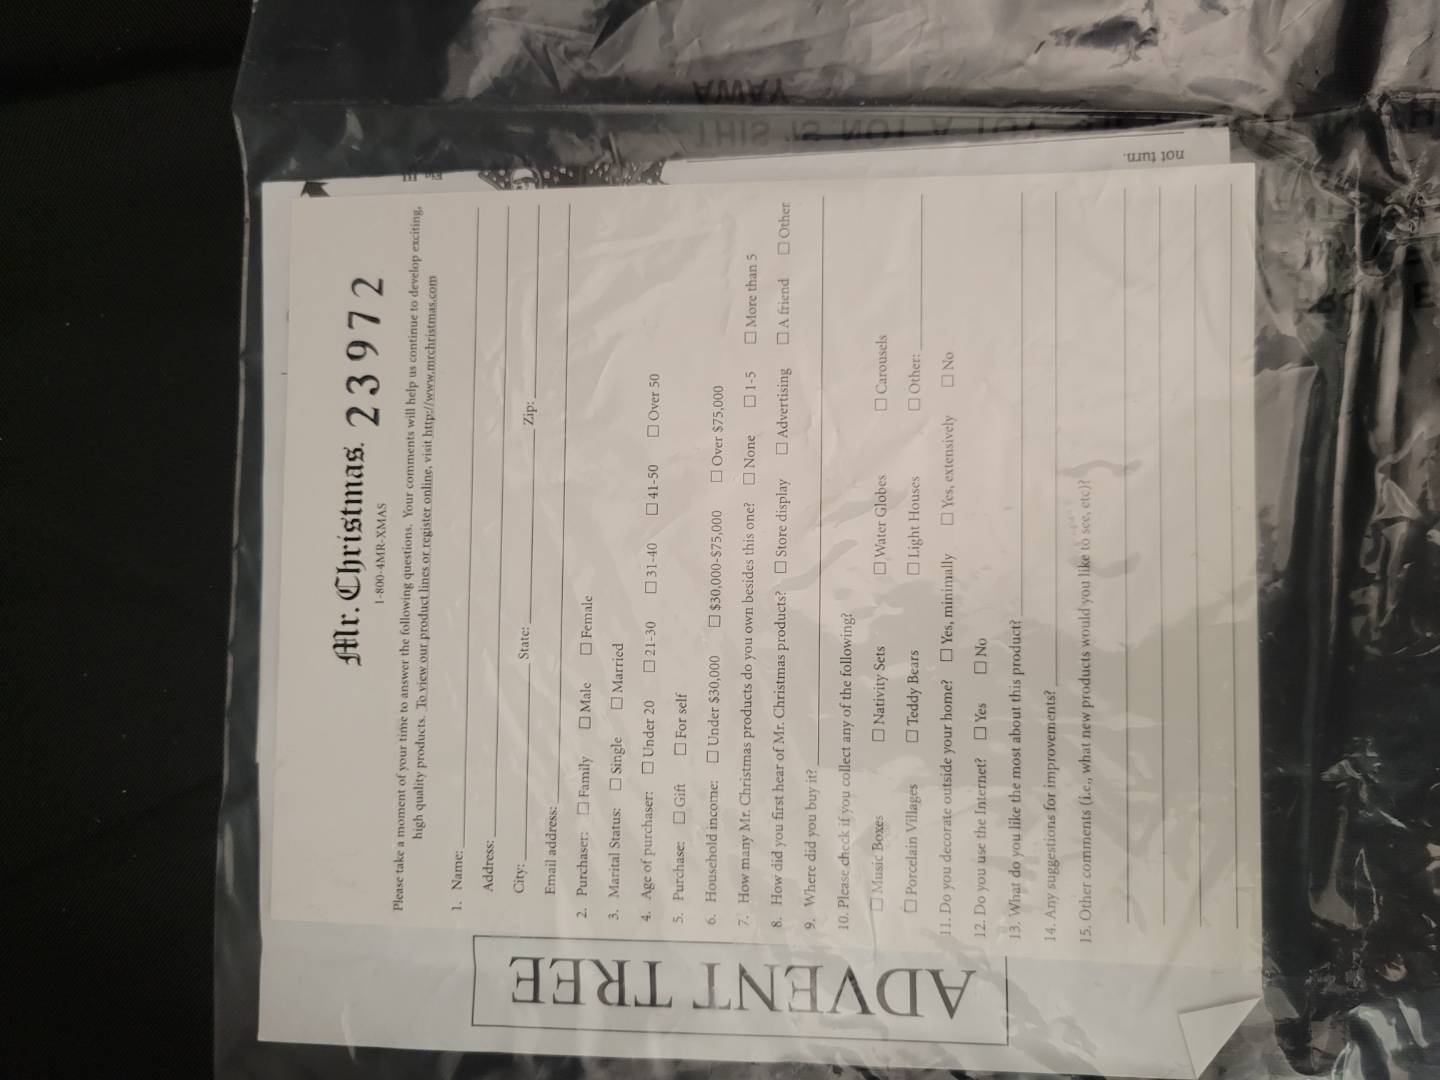 Mr. Christmas. 23972
1-800-4MR-XMAS
Please take a moment of your time to answer the following questions. Your comments will help us continue to develop exciting,
high quality products. To view our product lines or register online, visit http://www.mrchristmas.com
1. Name:
Address:
City: State: Zip:
Email address:
2. Purchaser: ☐ Family ☐ Male ☐ Female
3. Marital Status: ☐ Single ☐ Married
4. Age of purchaser: ☐ Under 20 ☐ 21-30 ☐ 31-40 ☐ 41-50 ☐ Over 50
5. Purchase: ☐ Gift ☐ For self
6. Household income: ☐ Under $30,000 ☐ $30,000-$75,000 ☐ Over $75,000
7. How many Mr. Christmas products do you own besides this one? ☐ None ☐ 1-5 ☐ More than 5
8. How did you first hear of Mr. Christmas products? ☐ Store display ☐ Advertising ☐ A friend ☐ Other
9. Where did you buy it?
10. Please check if you collect any of the following?
☐ Music Boxes ☐ Nativity Sets ☐ Water Globes ☐ Carousels
☐ Porcelain Villages ☐ Teddy Bears ☐ Light Houses ☐ Other:
11. Do you decorate outside your home? ☐ Yes, minimally ☐ Yes, extensively ☐ No
12. Do you use the Internet? ☐ Yes ☐ No
13. What do you like the most about this product?
14. Any suggestions for improvements?
15. Other comments (i.e., what new products would you like to see, etc)?
ADVENT TREE
not turn.
THIS IS NOT A TOY
AWAY